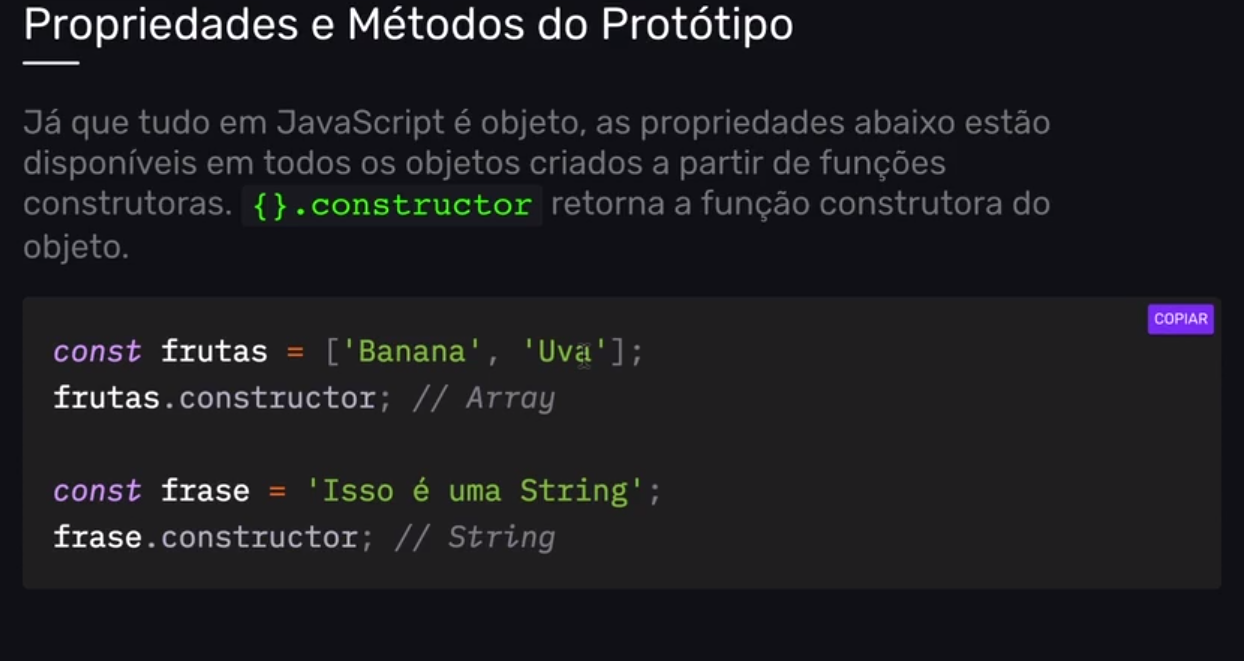 Propriedades e Métodos do Protótipo
Já que tudo em JavaScript é objeto, as propriedades abaixo estão
disponíveis em todos os objetos criados a partir de funções
construtoras. {}.constructor retorna a função construtora do
objeto.
COPIAR
const frutas = ['Banana', 'Uva'];
frutas.constructor; // Array
const frase = 'Isso é uma String';
frase.constructor; // String